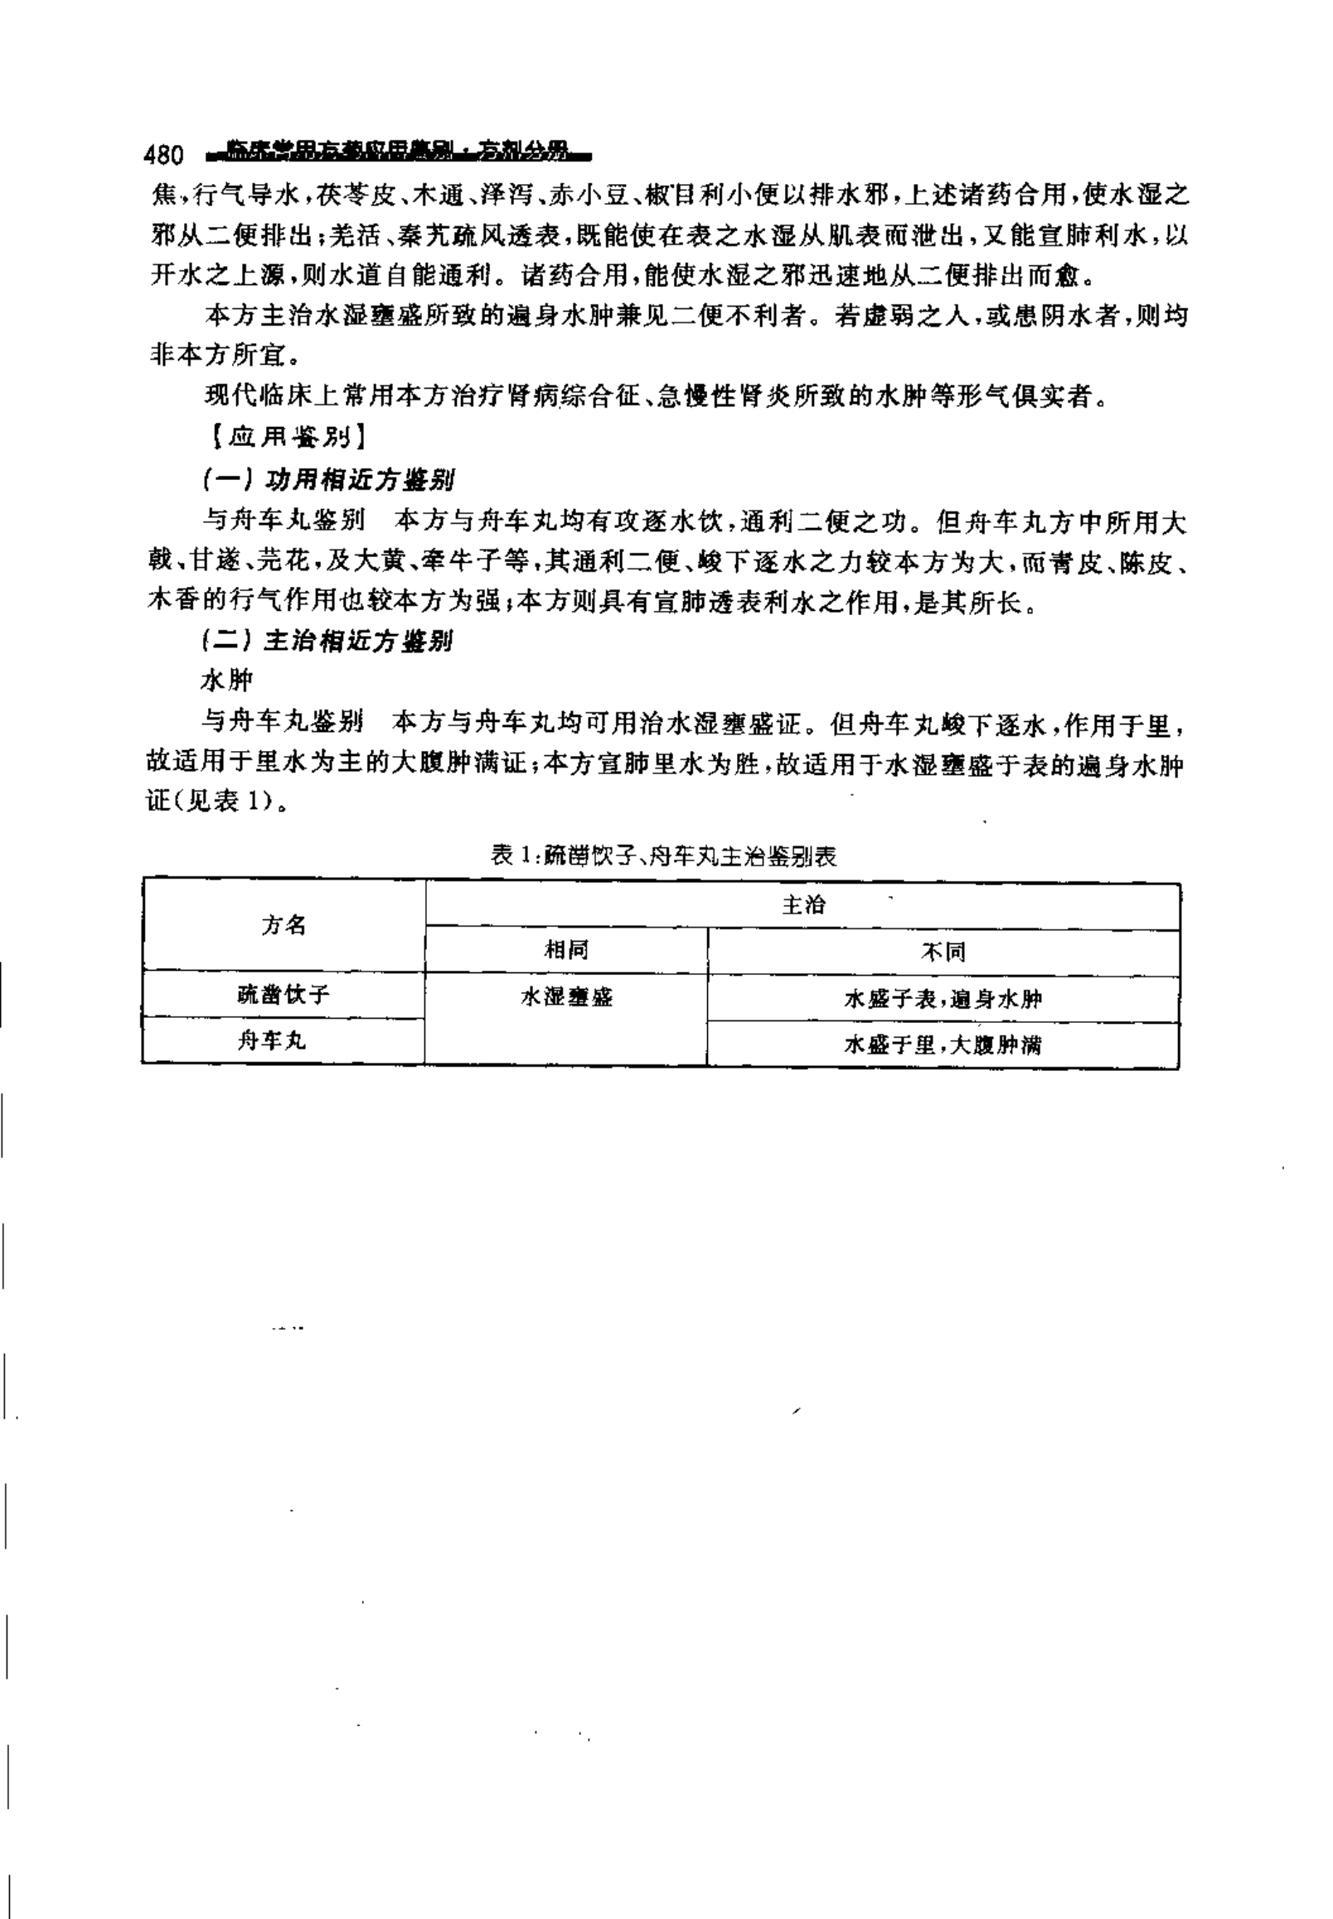 480 临床常用方药应用鉴别·方剂分册
焦,行气导水,茯苓皮、木通、泽泻、赤小豆、椒目利小便以排水邪,上述诸药合用,使水湿之
邪从二便排出;羌活、秦艽疏风透表,既能使在表之水湿从肌表而泄出,又能宣肺利水,以
开水之上源,则水道自能通利。诸药合用,能使水湿之邪迅速地从二便排出而愈。
本方主治水湿壅盛所致的遍身水肿兼见二便不利者。若虚弱之人,或患阴水者,则均
非本方所宜。
现代临床上常用本方治疗肾病综合征、急慢性肾炎所致的水肿等形气俱实者。
【应用鉴别】
(一)功用相近方鉴别
与舟车丸鉴别 本方与舟车丸均有攻逐水饮,通利二便之功。但舟车丸方中所用大
戟、甘遂、芫花,及大黄、牵牛子等,其通利二便、峻下逐水之力较本方为大,而青皮、陈皮、
木香的行气作用也较本方为强;本方则具有宣肺透表利水之作用,是其所长。
(二)主治相近方鉴别
水肿
与舟车丸鉴别 本方与舟车丸均可用治水湿壅盛证。但舟车丸峻下逐水,作用于里,
故适用于里水为主的大腹肿满证;本方宣肺里水为胜,故适用于水湿壅盛于表的遍身水肿
证(见表1)。
表1:疏凿饮子、舟车丸主治鉴别表
方名 主治
相同 不同
疏凿饮子 水湿壅盛 水盛于表,遍身水肿
舟车丸 水盛于里,大腹肿满